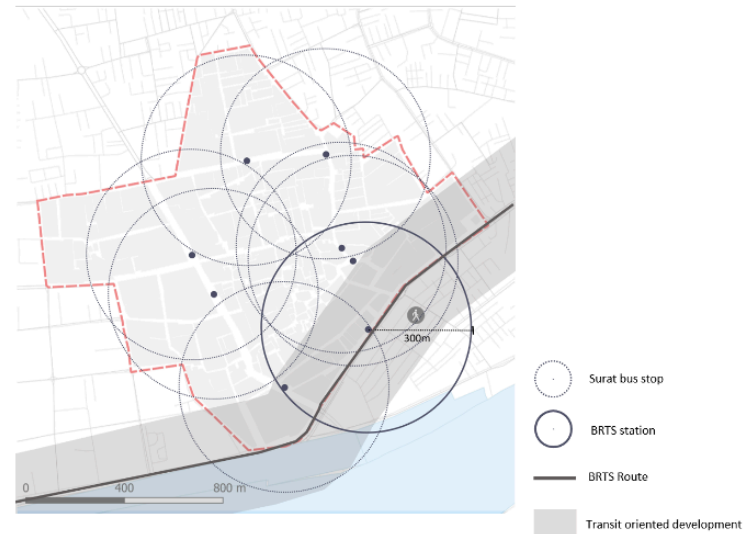 300m
Surat bus stop
BRTS station
BRTS Route
Transit oriented development
0 400 800 m